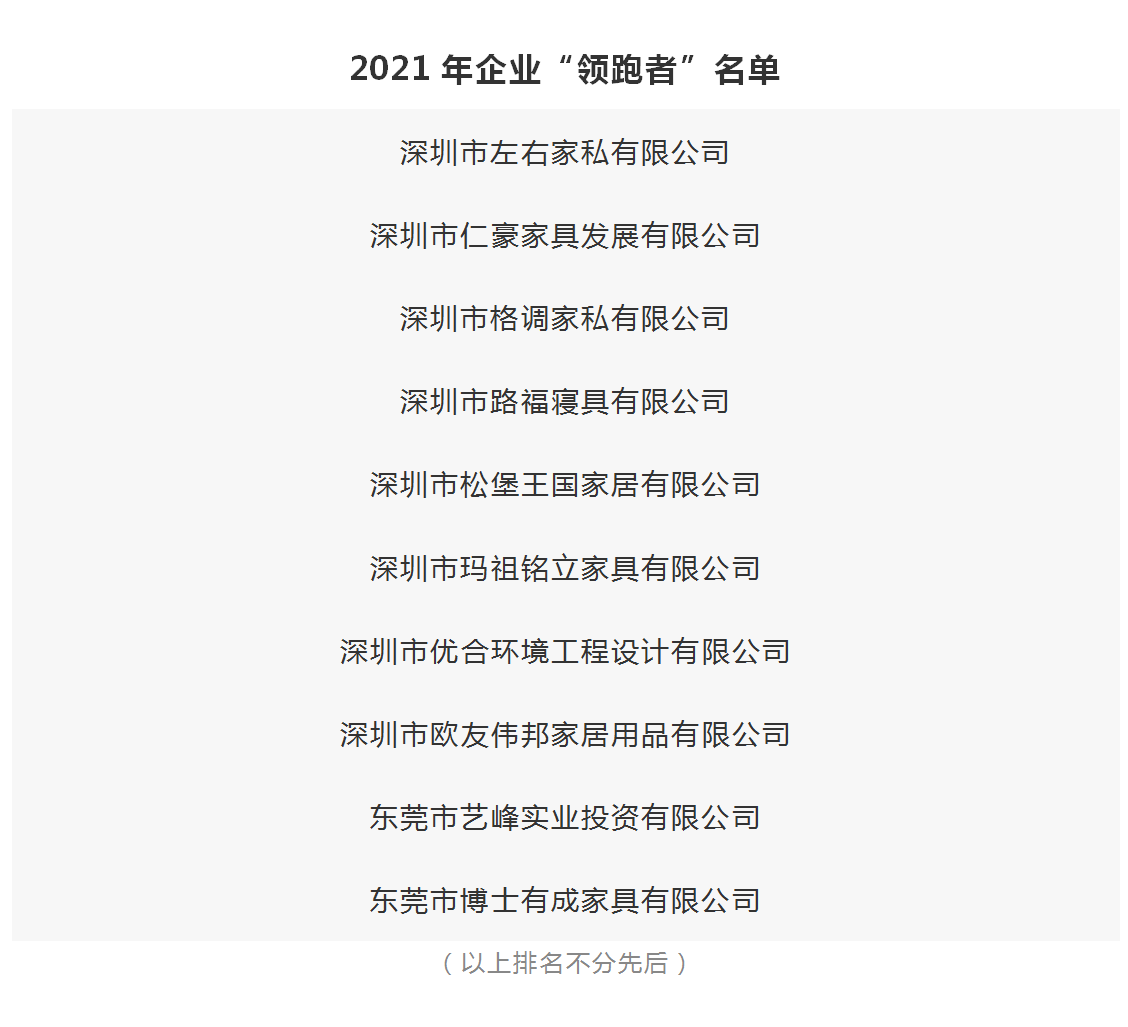 2021 年企业“领跑者”名单
深圳市左右家私有限公司
深圳市仁豪家具发展有限公司
深圳市格调家私有限公司
深圳市路福寝具有限公司
深圳市松堡王国家居有限公司
深圳市玛祖铭立家具有限公司
深圳市优合环境工程设计有限公司
深圳市欧友伟邦家居用品有限公司
东莞市艺峰实业投资有限公司
东莞市博士有成家具有限公司
（以上排名不分先后）